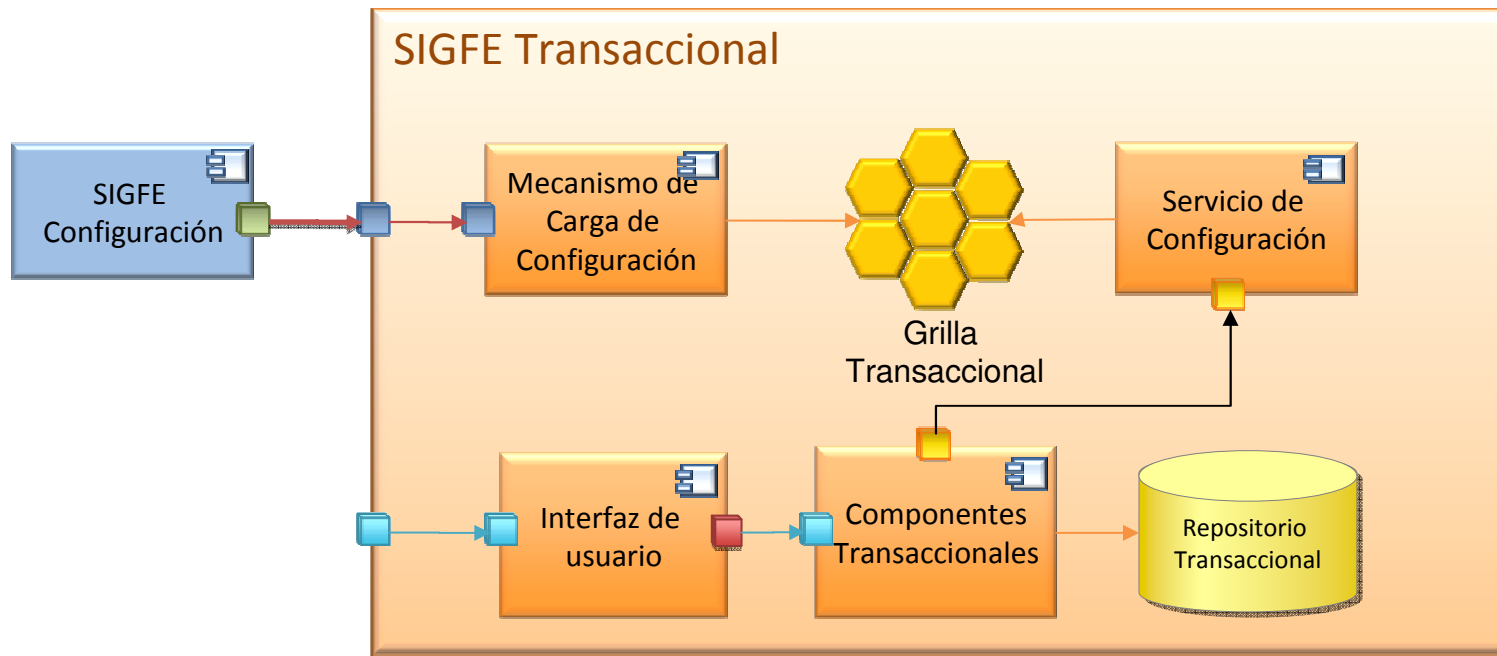 SIGFE Transaccional
SIGFE
Configuración
Mecanismo de
Carga de
Configuración
Servicio de
Configuración
Grilla
Transaccional
Interfaz de
usuario
Componentes
Transaccionales
Repositorio
Transaccional